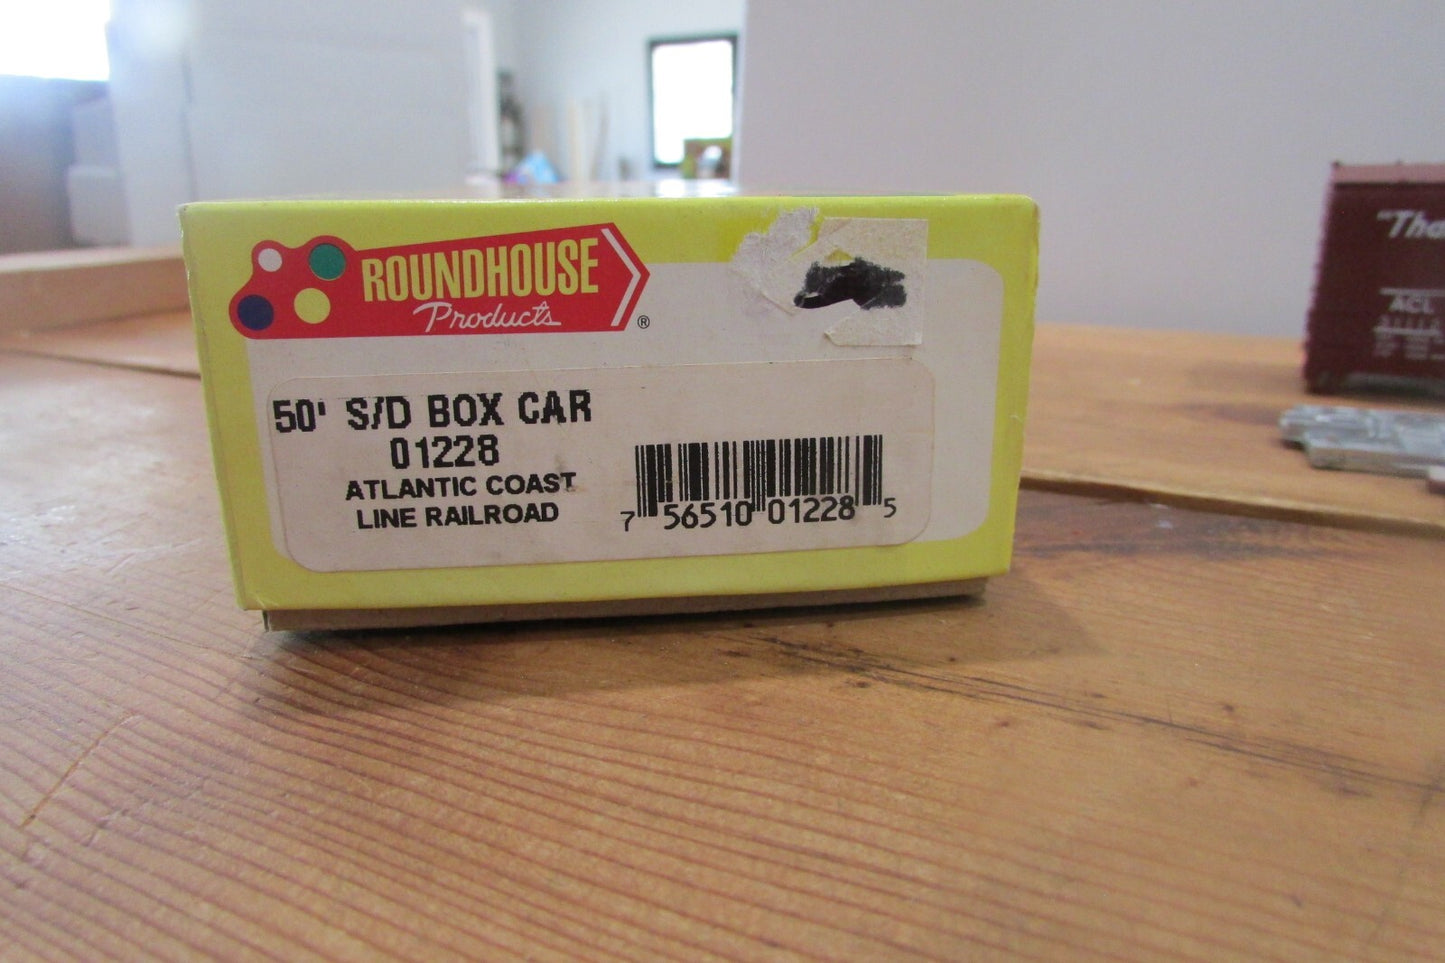 ROUNDHOUSE
Products
®
50' S/D BOX CAR
01228
ATLANTIC COAST
LINE RAILROAD
7 56510 01228 5
ACL